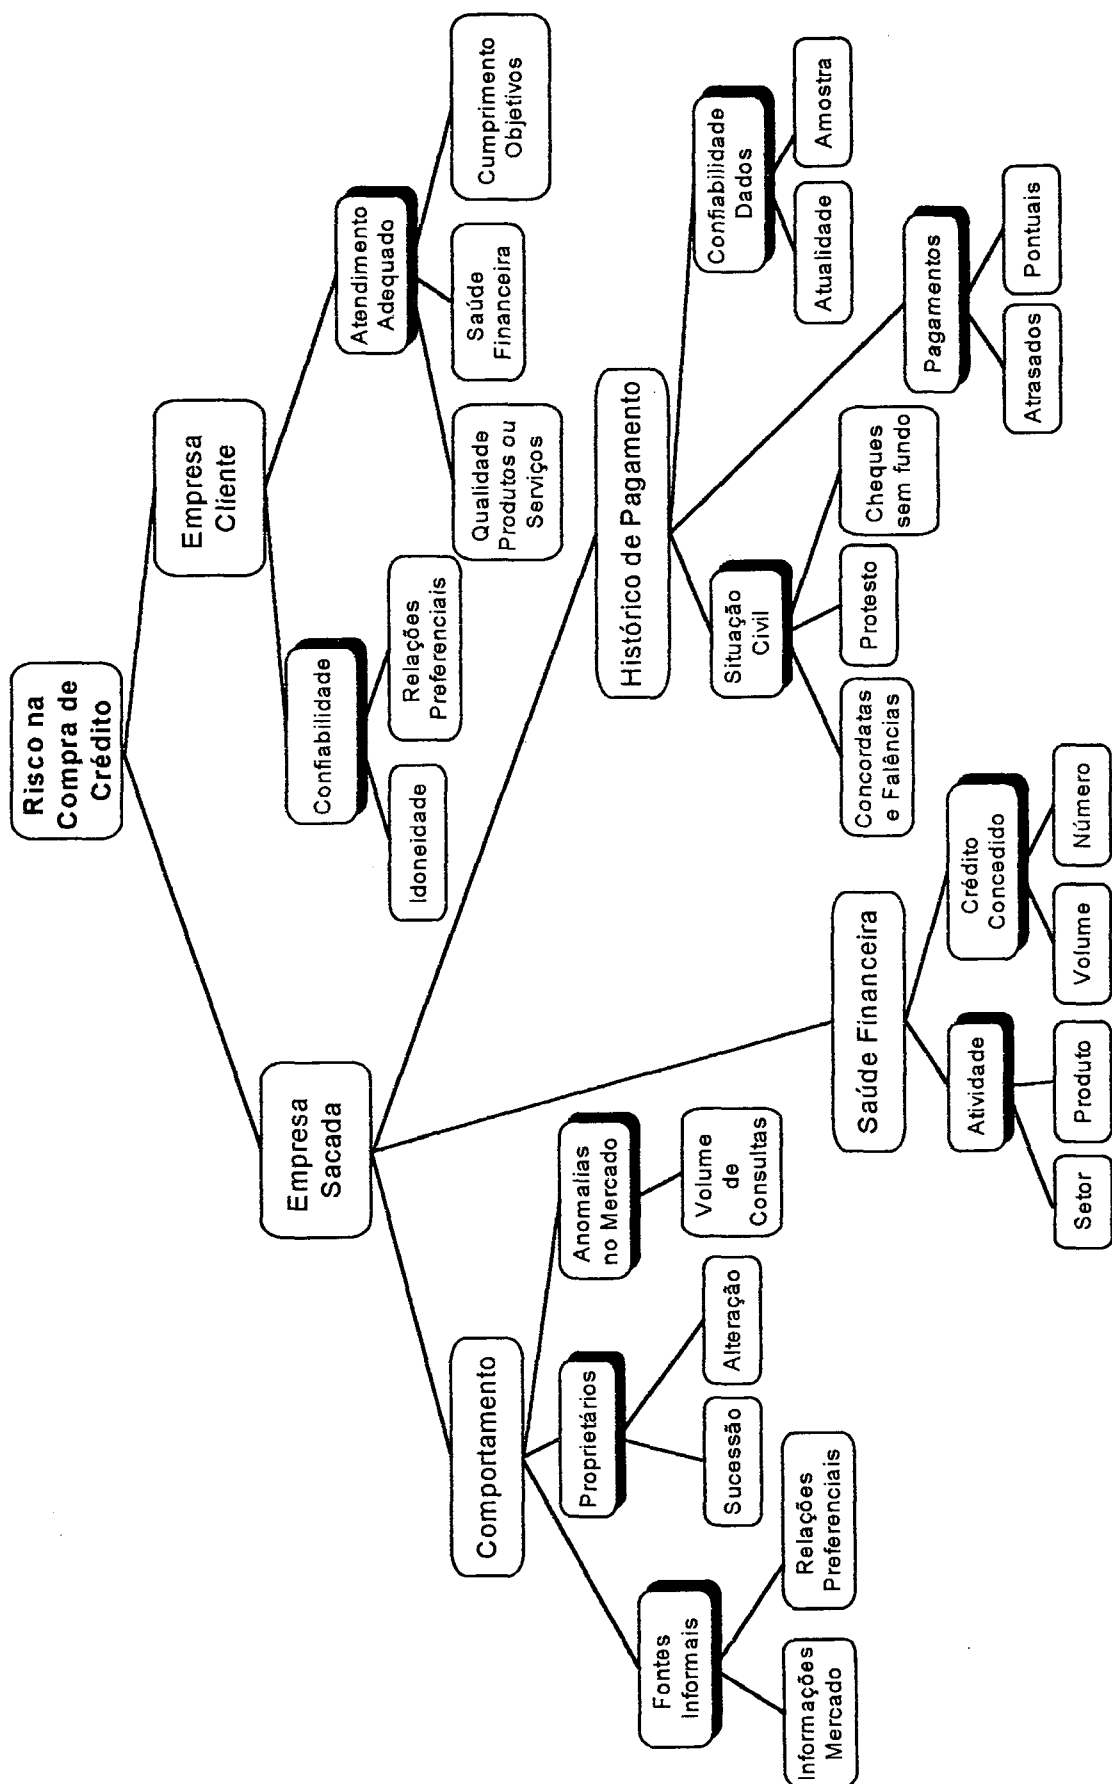 Risco na
Compra de
Crédito
Empresa
Sacada
Empresa
Cliente
Confiabilidade
Idoneidade
Relações
Preferenciais
Atendimento
Adequado
Qualidade
Produtos ou
Serviços
Saúde
Financeira
Cumprimento
Objetivos
Comportamento
Fontes
Informais
Informações
Mercado
Relações
Preferenciais
Proprietários
Sucessão
Alteração
Anomalias
no Mercado
Volume
de
Consultas
Saúde Financeira
Atividade
Setor
Produto
Crédito
Concedido
Volume
Número
Histórico de Pagamento
Situação
Civil
Concordatas
e Falências
Protesto
Cheques
sem fundo
Pagamentos
Atrasados
Pontuais
Confiabilidade
Dados
Atualidade
Amostra